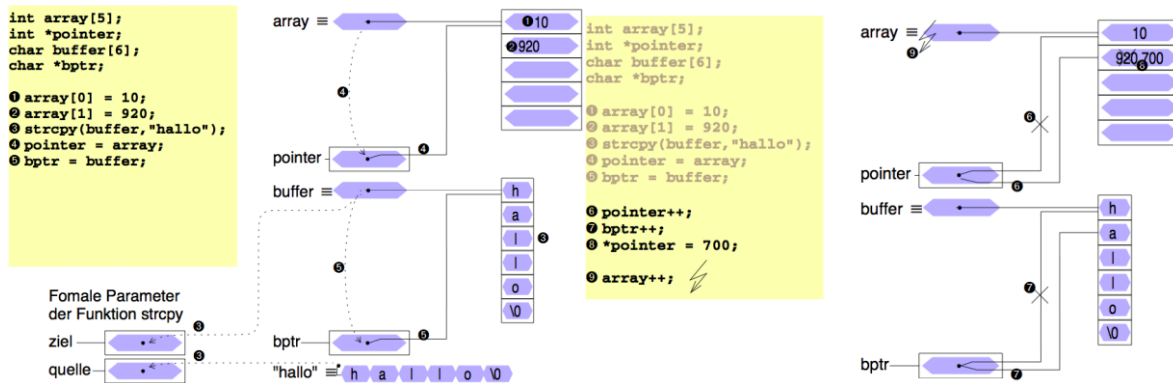 int array[5];
int *pointer;
char buffer[6];
char *bptr;
❶ array[0] = 10;
❷ array[1] = 920;
❸ strcpy(buffer,"hallo");
❹ pointer = array;
❺ bptr = buffer;
array ≡
❶10
❷920
❹
❹
pointer
buffer ≡
h
a
l ❸
l
o
\0
❺
bptr ❺
Fomale Parameter
der Funktion strcpy
ziel ❸
quelle ❸
"hallo" ≡ h a l l o \0
int array[5];
int *pointer;
char buffer[6];
char *bptr;
❶ array[0] = 10;
❷ array[1] = 920;
❸ strcpy(buffer,"hallo");
❹ pointer = array;
❺ bptr = buffer;
❻ pointer++;
❼ bptr++;
❽ *pointer = 700;
❾ array++;
array ≡
❾
10
920 700
❽
❻
pointer
❻
buffer ≡
h
a
l
l
o
\0
❼
bptr
❼